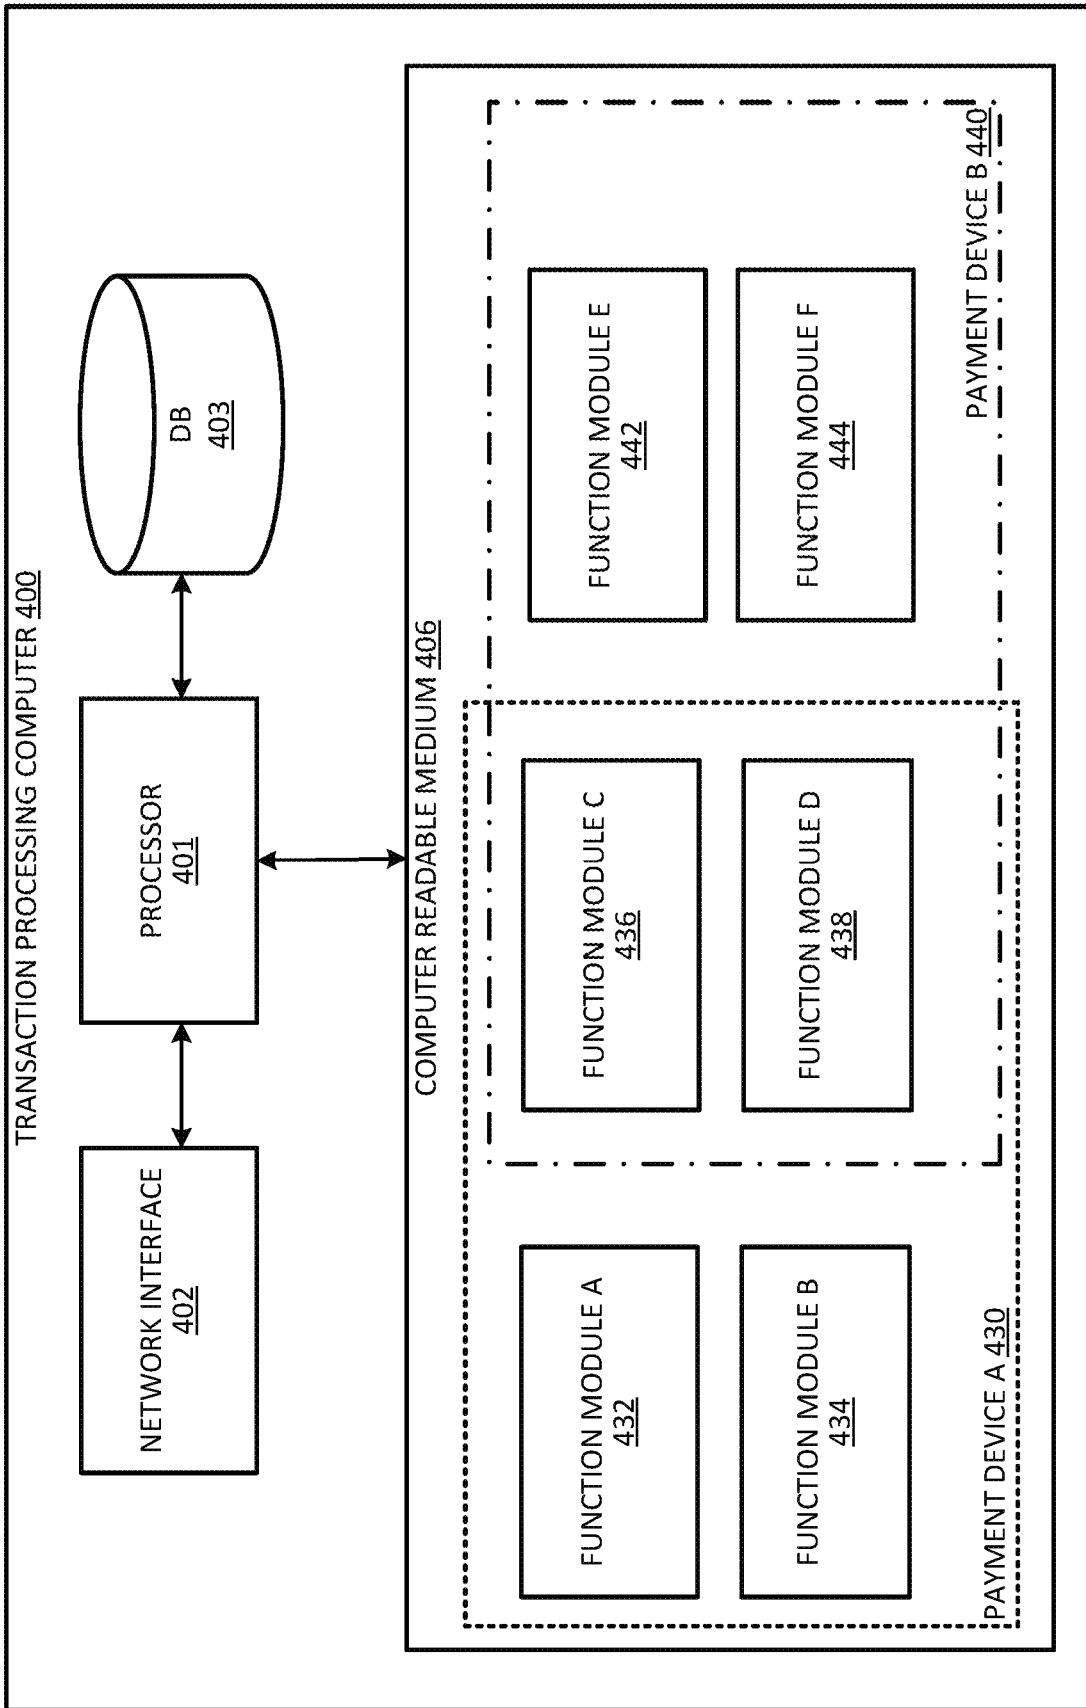 TRANSACTION PROCESSING COMPUTER 400
NETWORK INTERFACE
402
PROCESSOR
401
DB
403
COMPUTER READABLE MEDIUM 406
FUNCTION MODULE A
432
FUNCTION MODULE B
434
PAYMENT DEVICE A 430
FUNCTION MODULE C
436
FUNCTION MODULE D
438
FUNCTION MODULE E
442
FUNCTION MODULE F
444
PAYMENT DEVICE B 440